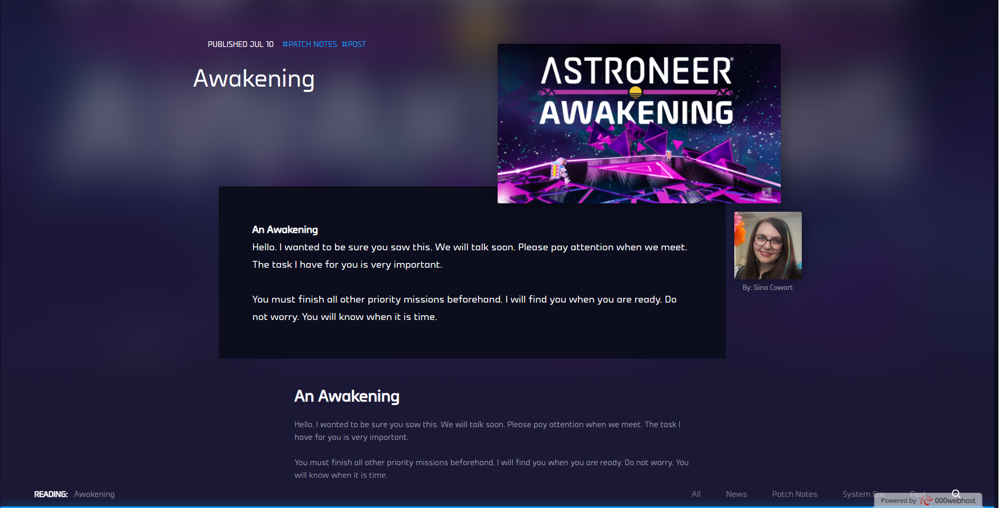 PUBLISHED JUL 10 #PATCH NOTES #POST
Awakening
ASTRONEER®
AWAKENING
An Awakening
Hello. I wanted to be sure you saw this. We will talk soon. Please pay attention when we meet.
The task I have for you is very important.
You must finish all other priority missions beforehand. I will find you when you are ready. Do
not worry. You will know when it is time.
By: Gina Cowart
An Awakening
Hello. I wanted to be sure you saw this. We will talk soon. Please pay attention when we meet. The task I
have for you is very important.
You must finish all other priority missions beforehand. I will find you when you are ready. Do not worry. You
will know when it is time.
READING: Awakening
All News Patch Notes System Era Post
Powered by 000webhost